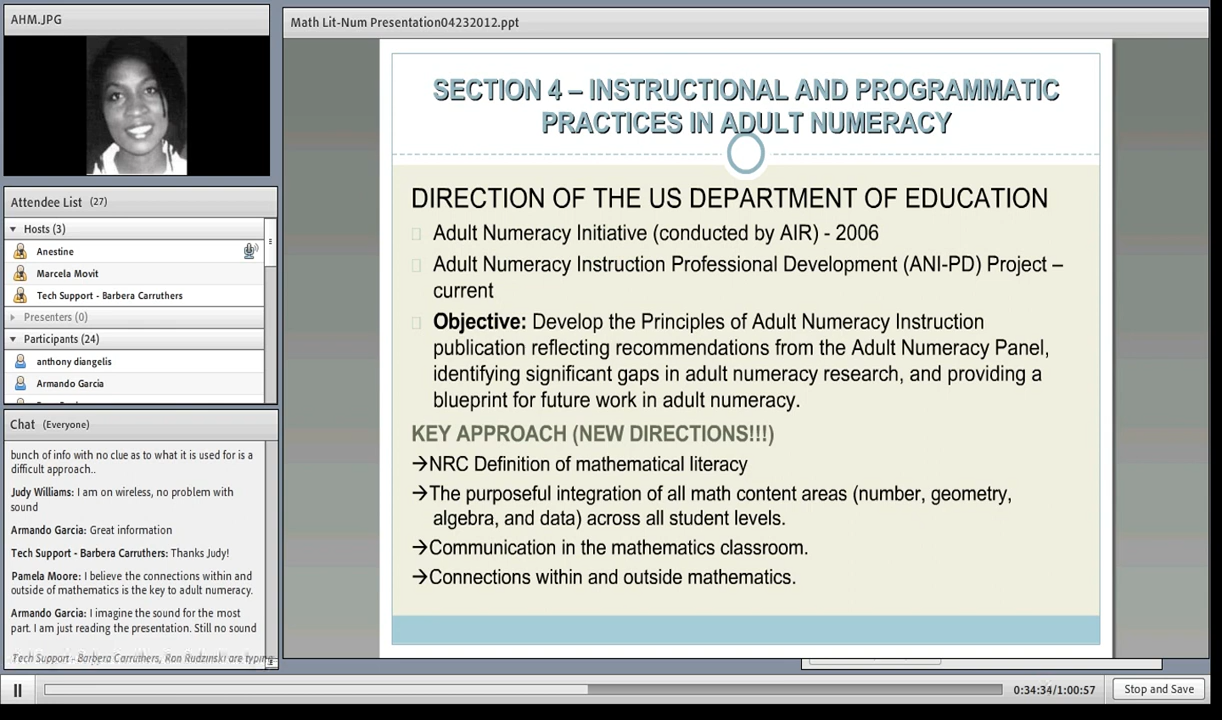 AHM.JPG
Attendee List (27)
Hosts (3)
Anestine
Marcela Movit
Tech Support - Barbera Carruthers
Presenters (0)
Participants (24)
anthony diangelis
Armando Garcia
Chat (Everyone)
bunch of info with no clue as to what it is used for is a
difficult approach..
Judy Williams: I am on wireless, no problem with
sound
Armando Garcia: Great information
Tech Support - Barbera Carruthers: Thanks Judy!
Pamela Moore: I believe the connections within and
outside of mathematics is the key to adult numeracy.
Armando Garcia: I imagine the sound for the most
part. I am just reading the presentation. Still no sound
Tech Support - Barbera Carruthers, Ron Rudzinski are typing
Math Lit-Num Presentation04232012.ppt
SECTION 4 – INSTRUCTIONAL AND PROGRAMMATIC
PRACTICES IN ADULT NUMERACY
DIRECTION OF THE US DEPARTMENT OF EDUCATION
Adult Numeracy Initiative (conducted by AIR) - 2006
Adult Numeracy Instruction Professional Development (ANI-PD) Project –
current
Objective: Develop the Principles of Adult Numeracy Instruction
publication reflecting recommendations from the Adult Numeracy Panel,
identifying significant gaps in adult numeracy research, and providing a
blueprint for future work in adult numeracy.
KEY APPROACH (NEW DIRECTIONS!!!)
→NRC Definition of mathematical literacy
→The purposeful integration of all math content areas (number, geometry,
algebra, and data) across all student levels.
→Communication in the mathematics classroom.
→Connections within and outside mathematics.
0:34:34/1:00:57
Stop and Save